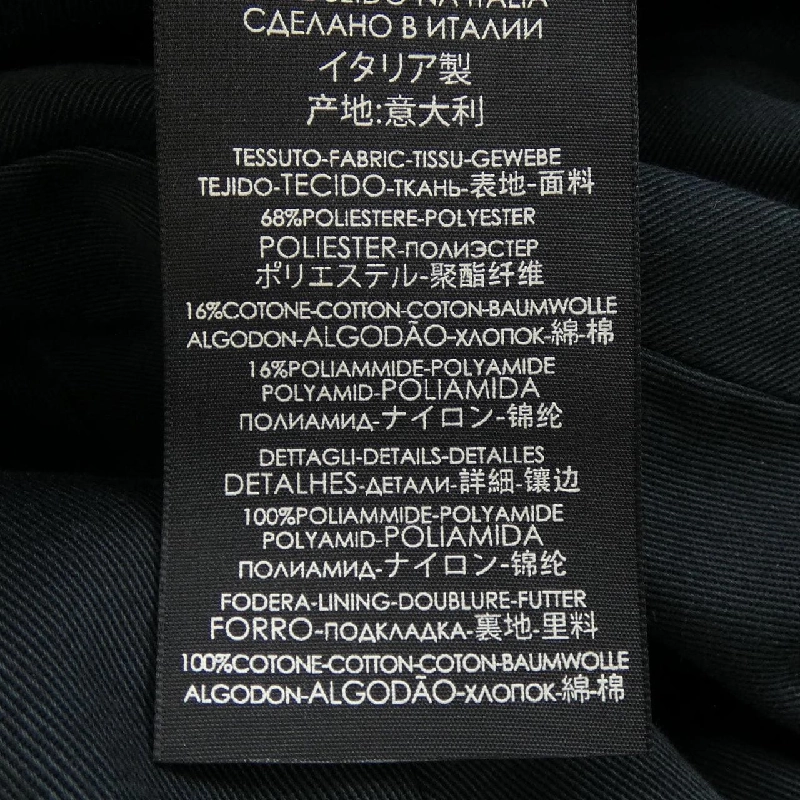 NA ITALIA
СДЕЛАНО В ИТАЛИИ
イタリア製
产地:意大利
TESSUTO-FABRIC-TISSU-GEWEBE
TEJIDO-TECIDO-ТКАНЬ-表地-面料
68%POLIESTERE-POLYESTER
POLIESTER-ПОЛИЭСТЕР
ポリエステル-聚酯纤维
16%COTONE-COTTON-COTON-BAUMWOLLE
ALGODON-ALGODÃO-ХЛОПОК-綿-棉
16%POLIAMMIDE-POLYAMIDE
POLYAMID-POLIAMIDA
ПОЛИАМИД-ナイロン-锦纶
DETTAGLI-DETAILS-DETALLES
DETALHES-ДЕТАЛИ-詳細-镶边
100%POLIAMMIDE-POLYAMIDE
POLYAMID-POLIAMIDA
ПОЛИАМИД-ナイロン-锦纶
FODERA-LINING-DOUBLURE-FUTTER
FORRO-ПОДКЛАДКА-裏地-里料
100%COTONE-COTTON-COTON-BAUMWOLLE
ALGODON-ALGODÃO-ХЛОПОК-綿-棉